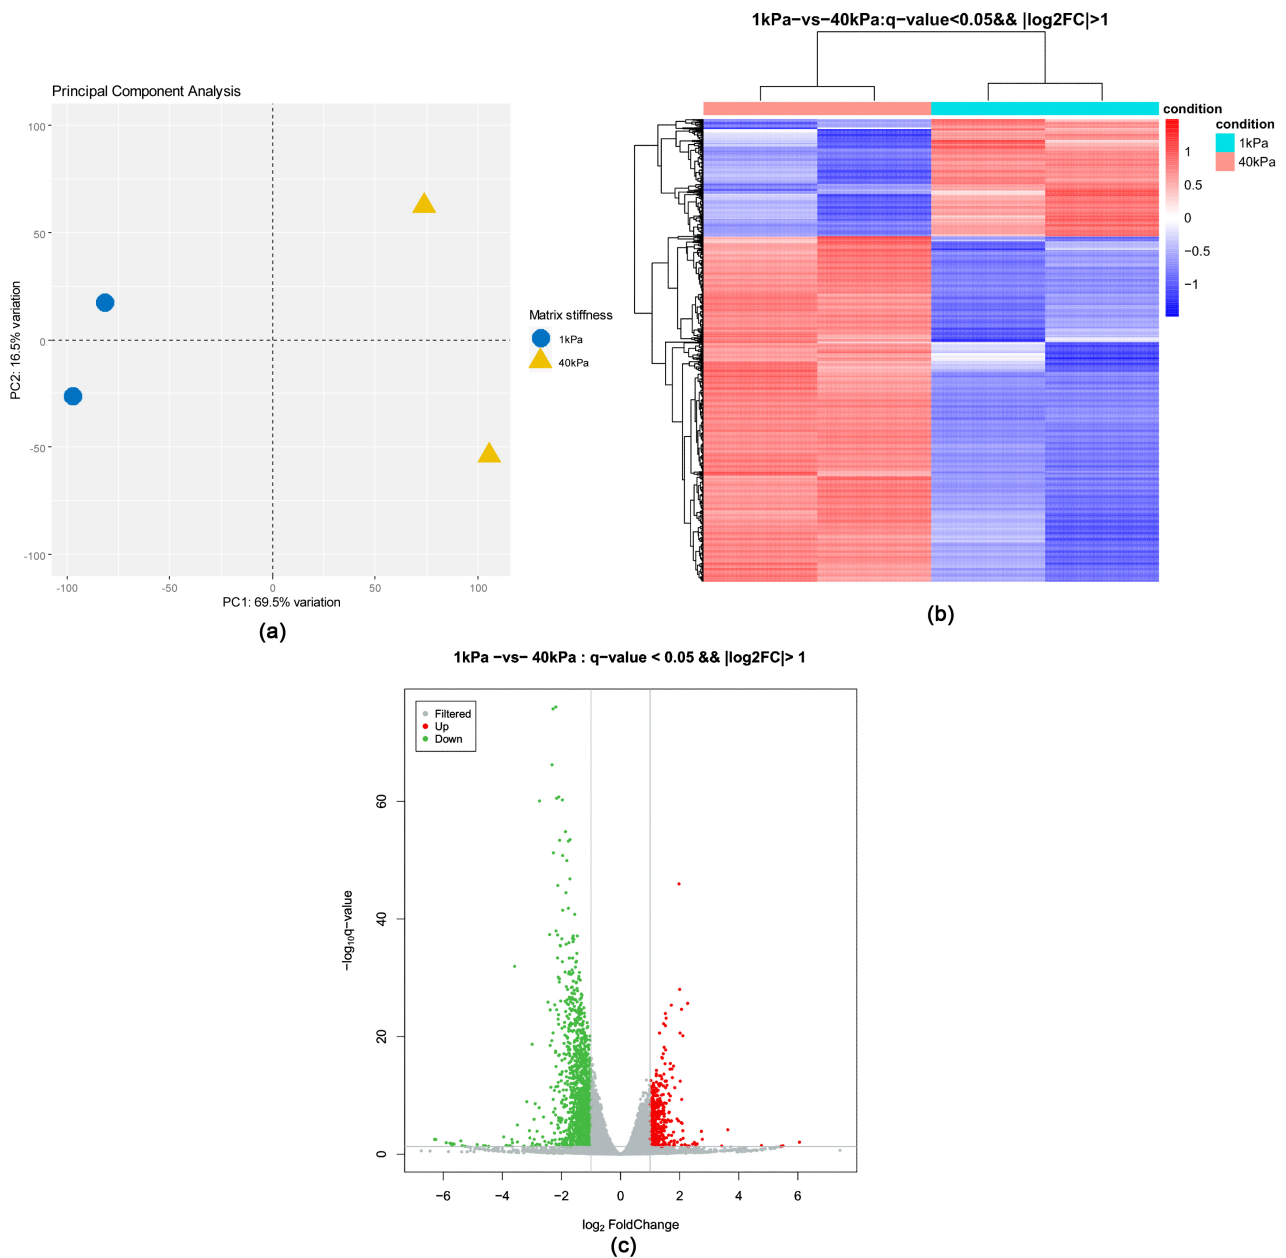 Principal Component Analysis
100
50
0
-50
-100
PC2: 16.5% variation
-100
-50
0
50
100
PC1: 69.5% variation
Matrix stiffness
1kPa
40kPa
(a)
1kPa−vs−40kPa:q−value<0.05&& |log2FC|>1
condition
1
0.5
0
−0.5
−1
condition
1kPa
40kPa
(b)
1kPa −vs− 40kPa : q−value < 0.05 && |log2FC|> 1
Filtered
Up
Down
60
40
20
0
−log₁₀q−value
−6
−4
−2
0
2
4
6
log₂ FoldChange
(c)